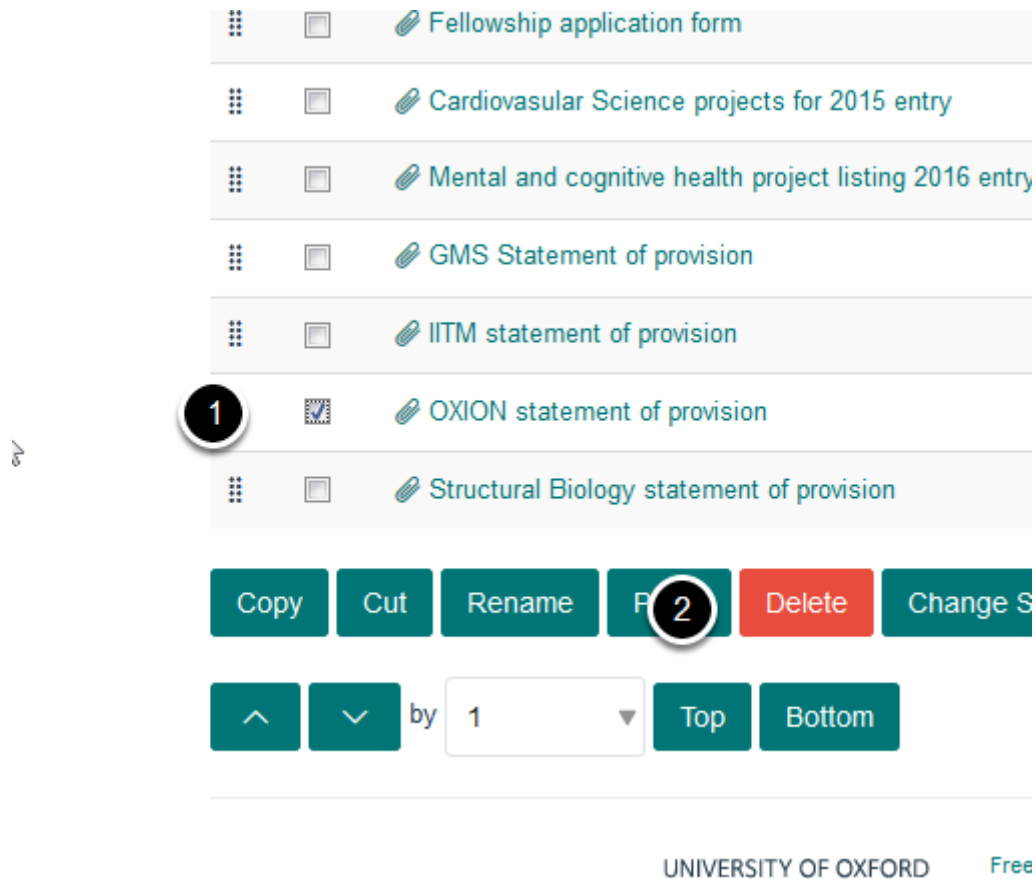 Fellowship application form
Cardiovasular Science projects for 2015 entry
Mental and cognitive health project listing 2016 entry
GMS Statement of provision
IITM statement of provision
1 OXION statement of provision
Structural Biology statement of provision
Copy Cut Rename 2 Delete Change
by 1 Top Bottom
UNIVERSITY OF OXFORD